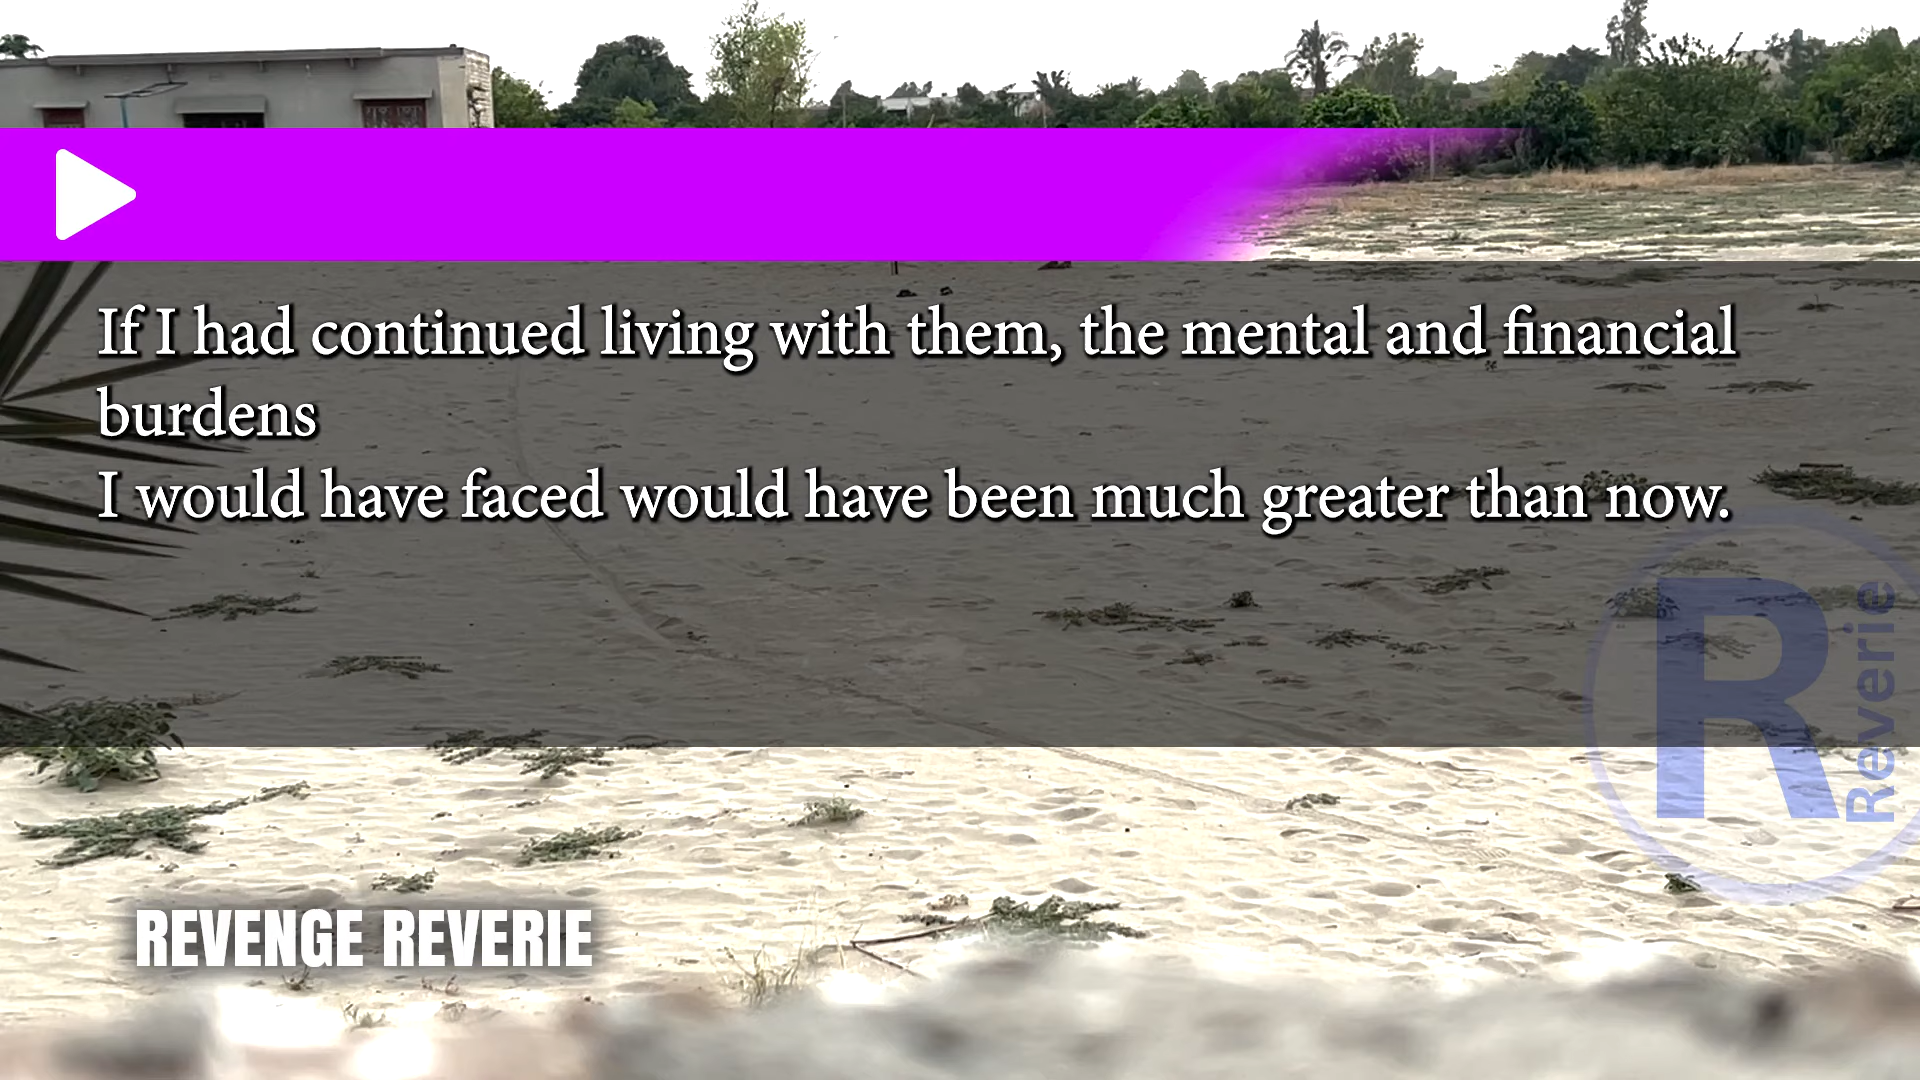 If I had continued living with them, the mental and financial
burdens
I would have faced would have been much greater than now.
R
Reverie
REVENGE REVERIE